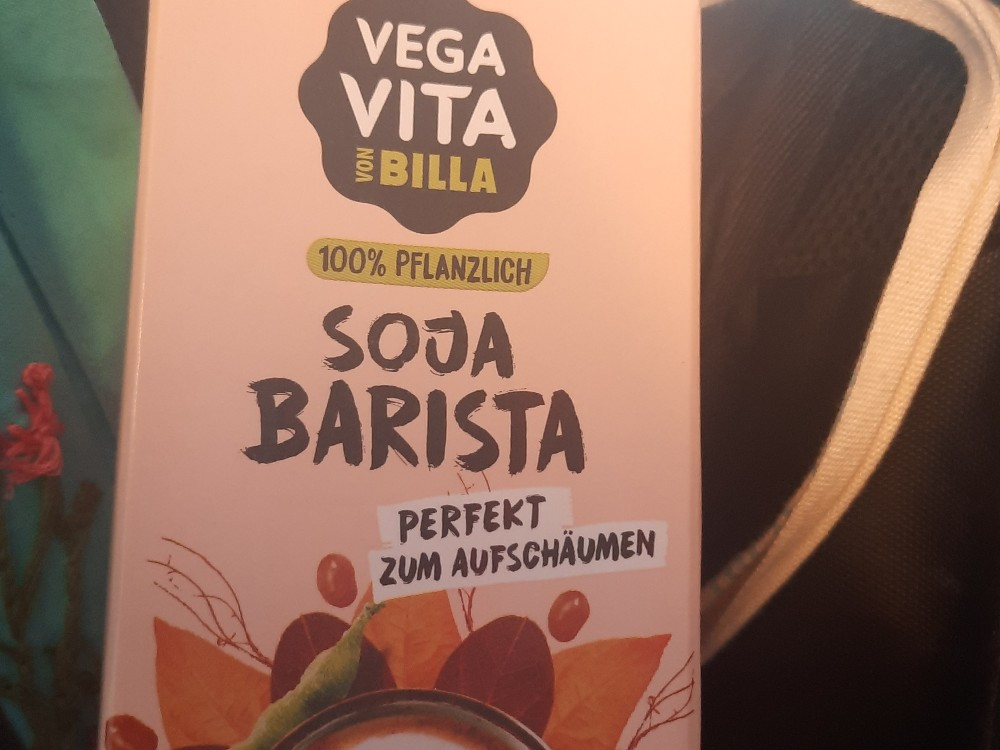 VEGA
VITA
VON BILLA
100% PFLANZLICH
SOJA
BARISTA
PERFEKT
ZUM AUFSCHÄUMEN